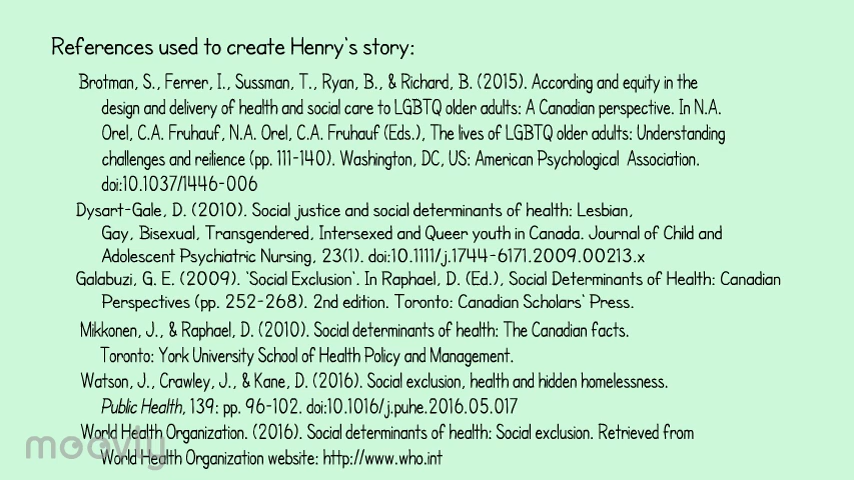 References used to create Henry's story:
Brotman, S., Ferrer, I., Sussman, T., Ryan, B., & Richard, B. (2015). According and equity in the
design and delivery of health and social care to LGBTQ older adults: A Canadian perspective. In N.A.
Orel, C.A. Fruhauf, N.A. Orel, C.A. Fruhauf (Eds.), The lives of LGBTQ older adults: Understanding
challenges and reilience (pp. 111-140). Washington, DC, US: American Psychological Association.
doi:10.1037/1446-006
Dysart-Gale, D. (2010). Social justice and social determinants of health: Lesbian,
Gay, Bisexual, Transgendered, Intersexed and Queer youth in Canada. Journal of Child and
Adolescent Psychiatric Nursing, 23(1). doi:10.1111/j.1744-6171.2009.00213.x
Galabuzi, G. E. (2009). 'Social Exclusion'. In Raphael, D. (Ed.), Social Determinants of Health: Canadian
Perspectives (pp. 252-268). 2nd edition. Toronto: Canadian Scholars' Press.
Mikkonen, J., & Raphael, D. (2010). Social determinants of health: The Canadian facts.
Toronto: York University School of Health Policy and Management.
Watson, J., Crawley, J., & Kane, D. (2016). Social exclusion, health and hidden homelessness.
Public Health, 139: pp. 96-102. doi:10.1016/j.puhe.2016.05.017
World Health Organization. (2016). Social determinants of health: Social exclusion. Retrieved from
World Health Organization website: http://www.who.int
moovly